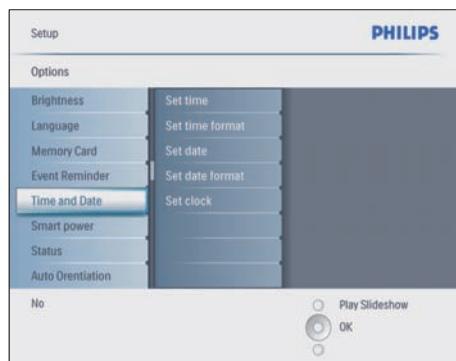 Setup
PHILIPS
Options
Brightness
Set time
Language
Set time format
Memory Card
Set date
Event Reminder
Set date format
Time and Date
Set clock
Smart power
Status
Auto Orentiation
No
Play Slideshow
OK